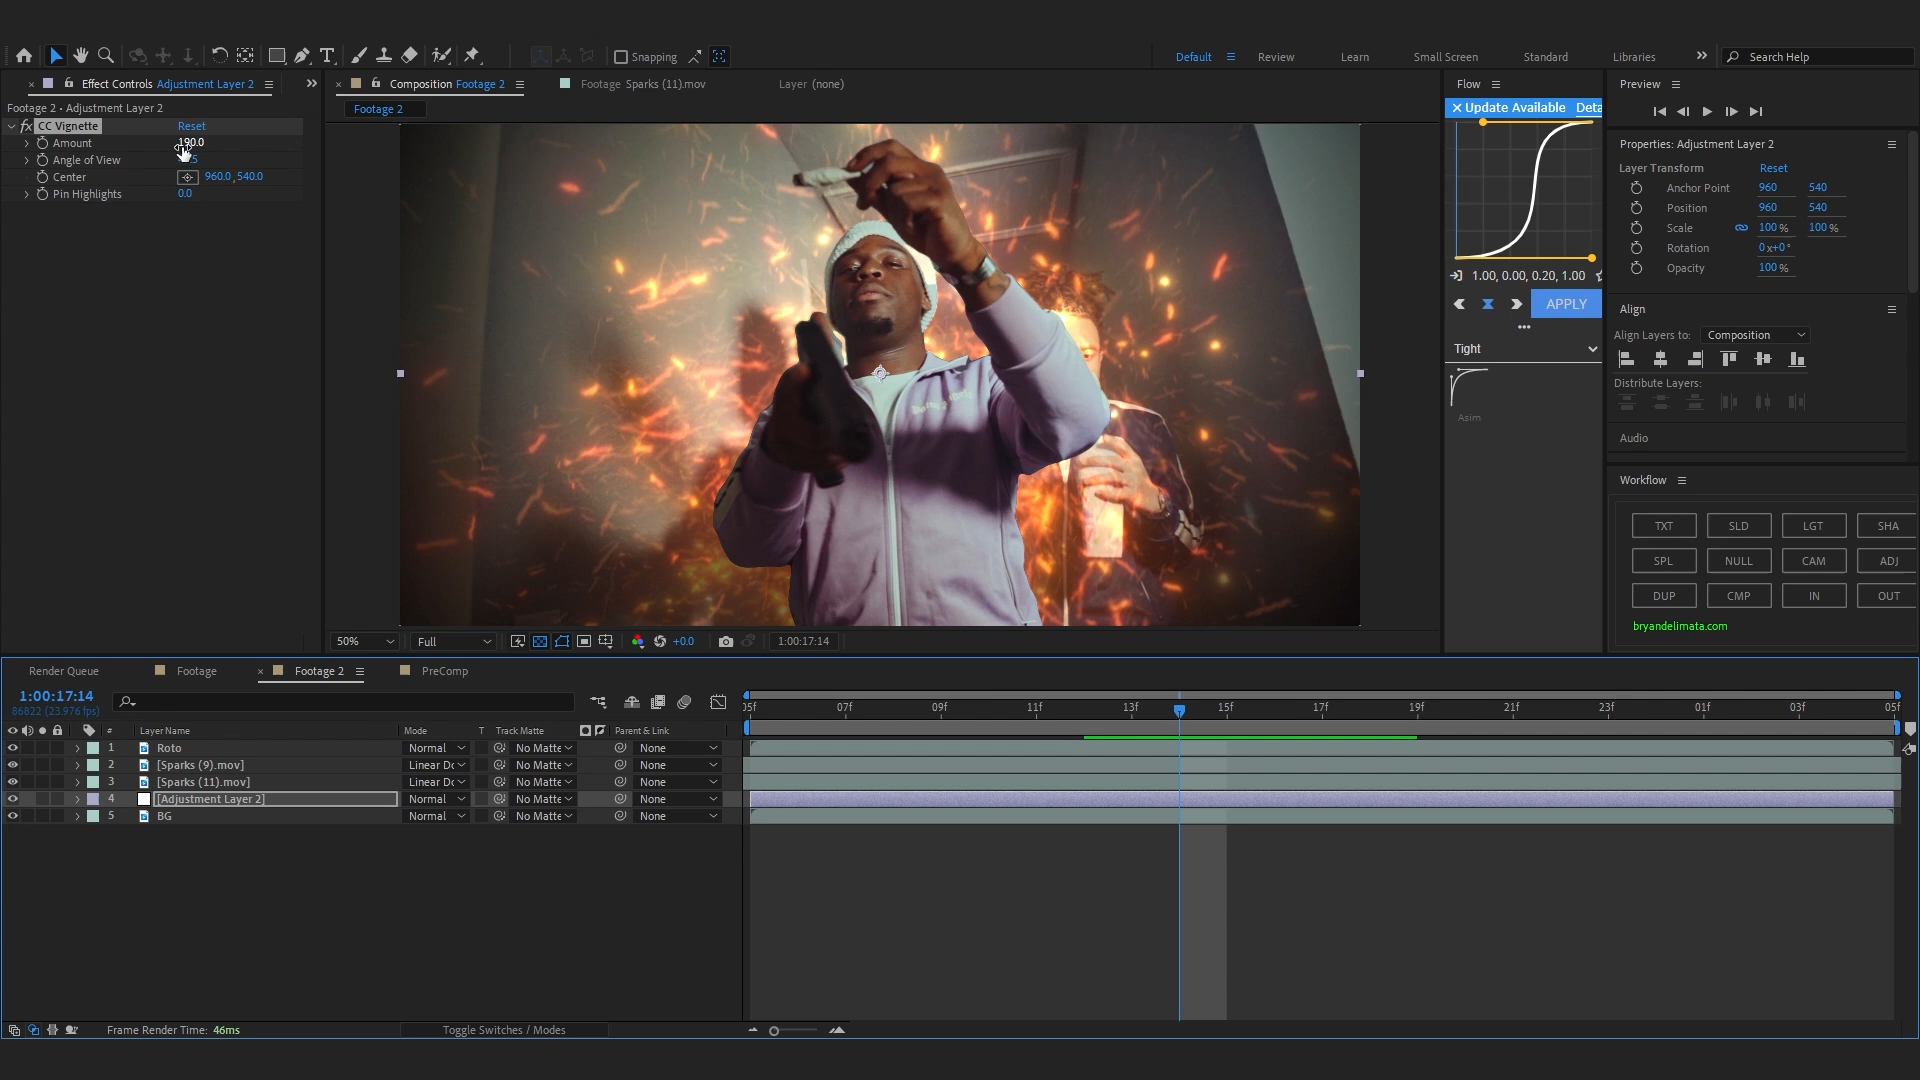 Snapping
Default
Review
Learn
Small Screen
Standard
Libraries
Search Help
Effect Controls Adjustment Layer 2
Composition Footage 2
Footage Sparks (11).mov
Layer (none)
Flow
Preview
Footage 2 • Adjustment Layer 2
Footage 2
Update Available Deta
fx CC Vignette Reset
Amount 190.0
Angle of View
Center 960.0, 540.0
Pin Highlights 0.0
Properties: Adjustment Layer 2
Layer Transform Reset
Anchor Point 960 540
Position 960 540
Scale 100 % 100 %
Rotation 0x+0°
Opacity 100 %
1.00, 0.00, 0.20, 1.00
APPLY
Tight
Asim
Align
Align Layers to: Composition
Distribute Layers:
Audio
Workflow
TXT SLD LGT SHA
SPL NULL CAM ADJ
DUP CMP IN OUT
bryandelimata.com
50% Full +0.0 1:00:17:14
Render Queue
Footage
Footage 2
PreComp
1:00:17:14
86822 (23.976 fps)
05f 07f 09f 11f 13f 15f 17f 19f 21f 23f 01f 03f 05f
# Layer Name Mode T Track Matte Parent & Link
1 Roto Normal No Matte None
2 [Sparks (9).mov] Linear Dc No Matte None
3 [Sparks (11).mov] Linear Dc No Matte None
4 [Adjustment Layer 2] Normal No Matte None
5 BG Normal No Matte None
Frame Render Time: 46ms
Toggle Switches / Modes